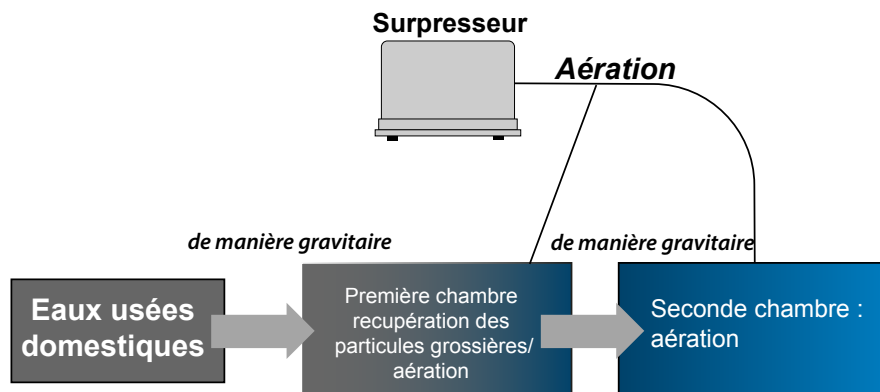 Surpresseur
Aération
de manière gravitaire
de manière gravitaire
Eaux usées
domestiques
Première chambre
recupération des
particules grossières/
aération
Seconde chambre :
aération